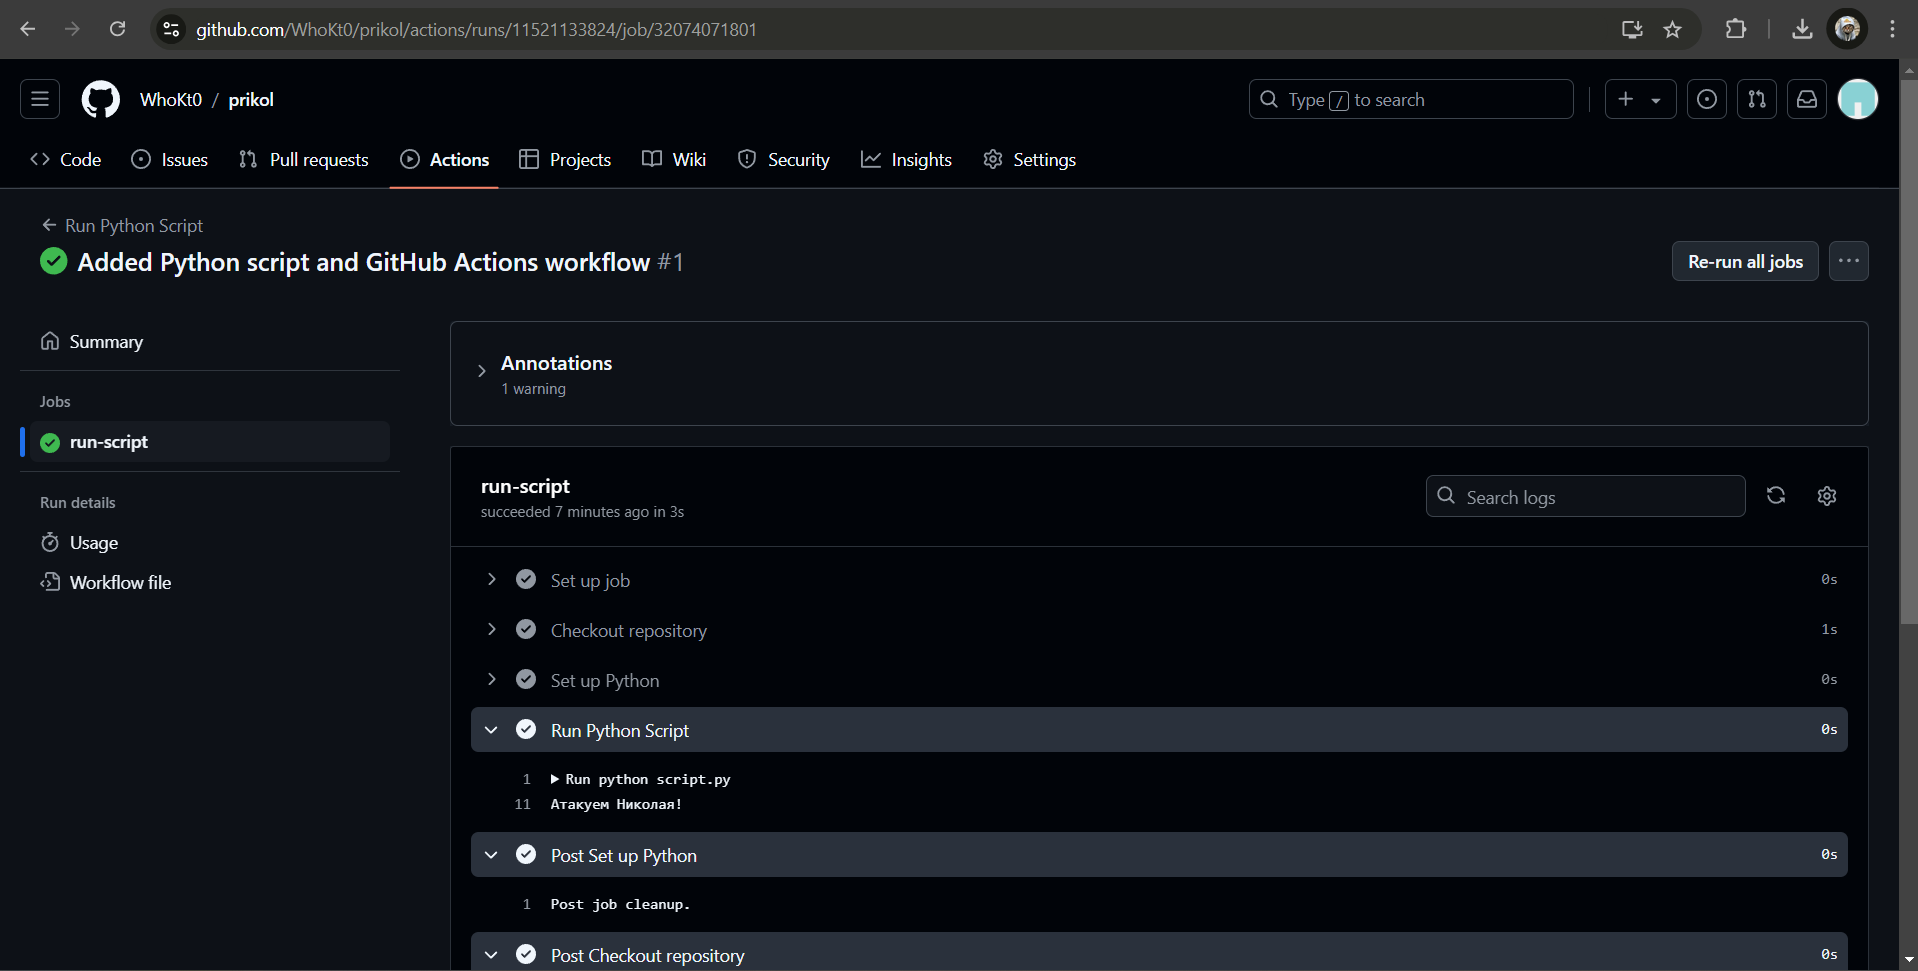 github.com/WhoKt0/prikol/actions/runs/11521133824/job/32074071801
WhoKt0 / prikol
Type / to search
Code Issues Pull requests Actions Projects Wiki Security Insights Settings
Run Python Script
Added Python script and GitHub Actions workflow #1
Re-run all jobs
Summary
Annotations
1 warning
Jobs
run-script
run-script
succeeded 7 minutes ago in 3s
Search logs
Run details
Usage
Workflow file
Set up job 0s
Checkout repository 1s
Set up Python 0s
Run Python Script 0s
1 Run python script.py
11 Атакуем Николая!
Post Set up Python 0s
1 Post job cleanup.
Post Checkout repository 0s